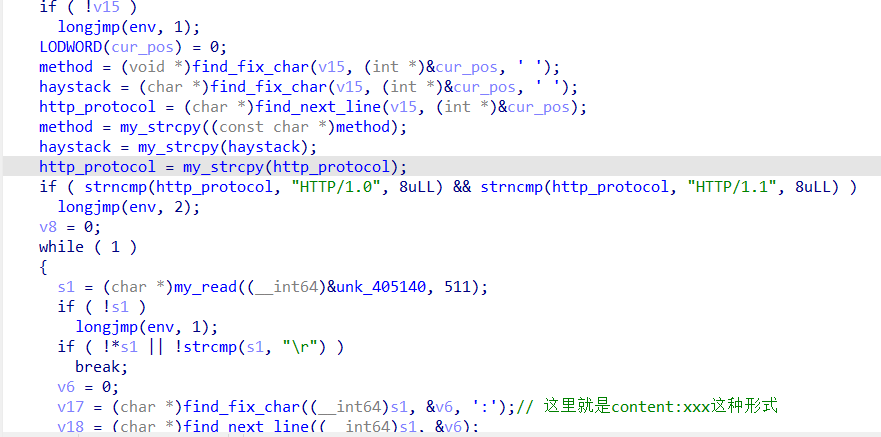 if ( !v15 )
longjmp(env, 1);
LODWORD(cur_pos) = 0;
method = (void *)find_fix_char(v15, (int *)&cur_pos, ' ');
haystack = (char *)find_fix_char(v15, (int *)&cur_pos, ' ');
http_protocol = (char *)find_next_line(v15, (int *)&cur_pos);
method = my_strcpy((const char *)method);
haystack = my_strcpy(haystack);
http_protocol = my_strcpy(http_protocol);
if ( strncmp(http_protocol, "HTTP/1.0", 8uLL) && strncmp(http_protocol, "HTTP/1.1", 8uLL) )
longjmp(env, 2);
v8 = 0;
while ( 1 )
{
s1 = (char *)my_read((__int64)&unk_405140, 511);
if ( !s1 )
longjmp(env, 1);
if ( !*s1 || !strcmp(s1, "\r") )
break;
v6 = 0;
v17 = (char *)find_fix_char((__int64)s1, &v6, ':');// 这里就是content:xxx这种形式
v18 = (char *)find_next_line((__int64)s1, &v6);